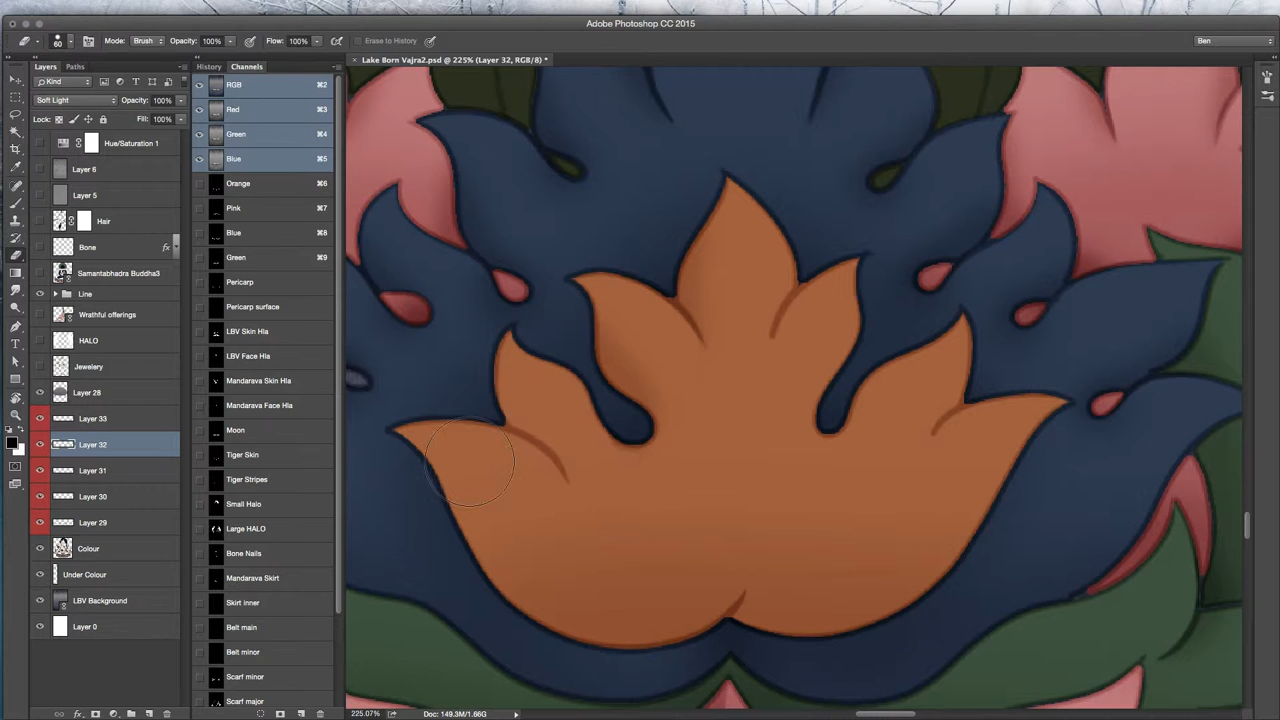 Adobe Photoshop CC 2015
60 Mode: Brush Opacity: 100% Flow: 100% Erase to History Ben
Layers Paths
History Channels
Lake Born Vajra2.psd @ 225% (Layer 32, RGB/8) *
Kind
Soft Light Opacity: 100%
Lock: Fill: 100%
Hue/Saturation 1
Layer 6
Layer 5
Hair
Bone fx
Samantabhadra Buddha3
Line
Wrathful offerings
HALO
Jewelery
Layer 28
Layer 33
Layer 32
Layer 31
Layer 30
Layer 29
Colour
Under Colour
LBV Background
Layer 0
RGB ⌘2
Red ⌘3
Green ⌘4
Blue ⌘5
Orange ⌘6
Pink ⌘7
Blue ⌘8
Green ⌘9
Pericarp
Pericarp surface
LBV Skin Hla
LBV Face Hla
Mandarava Skin Hla
Mandarava Face Hla
Moon
Tiger Skin
Tiger Stripes
Small Halo
Large HALO
Bone Nails
Mandarava Skirt
Skirt inner
Belt main
Belt minor
Scarf minor
Scarf major
225.07% Doc: 149.3M/1.66G